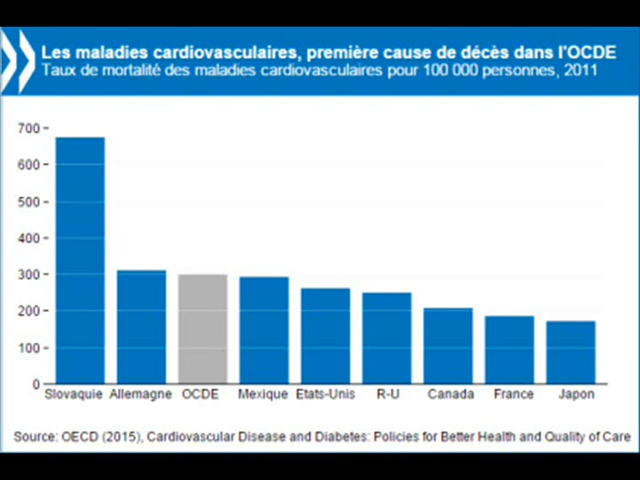 Les maladies cardiovasculaires, première cause de décès dans l'OCDE
Taux de mortalité des maladies cardiovasculaires pour 100 000 personnes, 2011
700
600
500
400
300
200
100
0
Slovaquie Allemagne OCDE Mexique Etats-Unis R-U Canada France Japon
Source: OECD (2015), Cardiovascular Disease and Diabetes: Policies for Better Health and Quality of Care